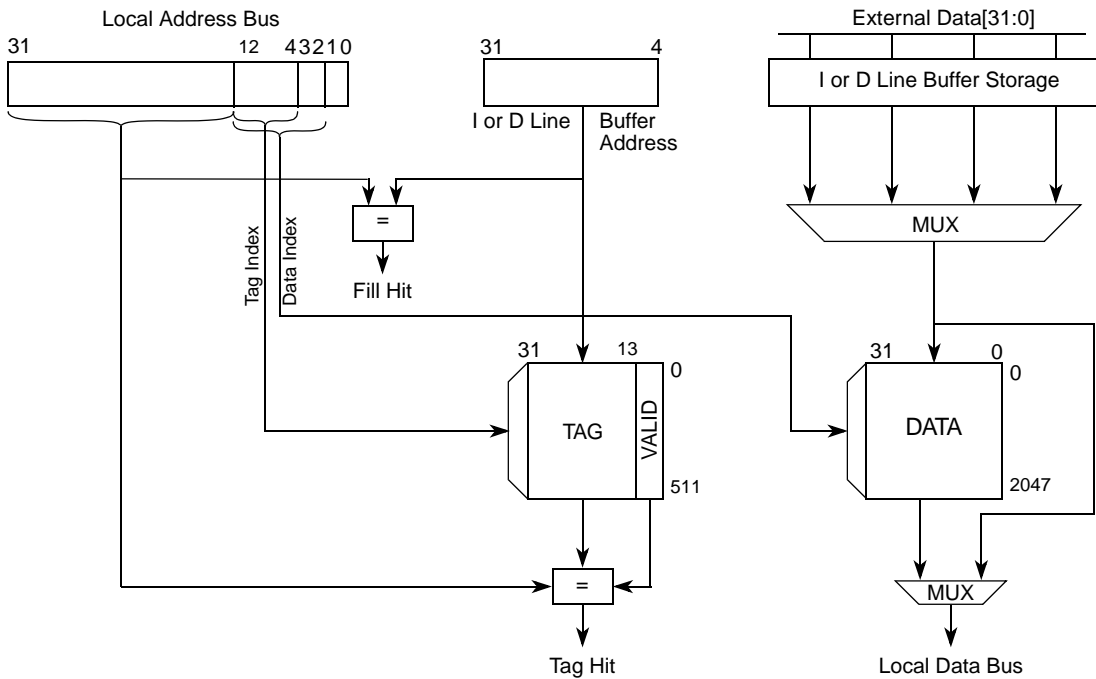 Local Address Bus
31 12 4 3 2 1 0
31 4
External Data[31:0]
I or D Line Buffer Storage
I or D Line Buffer
Address
MUX
=
Fill Hit
Tag Index
Data Index
31 13
0
TAG
VALID
511
31 0
0
DATA
2047
=
MUX
Tag Hit
Local Data Bus